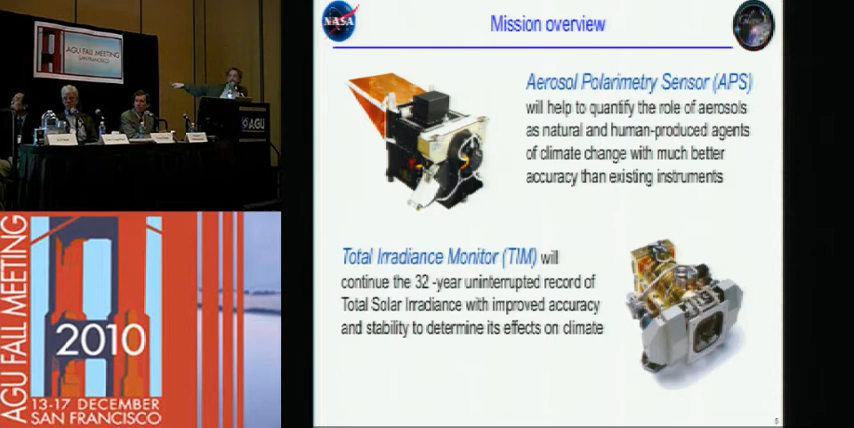 AGU FALL MEETING
SAN FRANCISCO
AGU
AGU FALL MEETING
2010
13-17 DECEMBER
SAN FRANCISCO
NASA
Mission overview
Aerosol Polarimetry Sensor (APS)
will help to quantify the role of aerosols
as natural and human-produced agents
of climate change with much better
accuracy than existing instruments
Total Irradiance Monitor (TIM) will
continue the 32 -year uninterrupted record of
Total Solar Irradiance with improved accuracy
and stability to determine its effects on climate